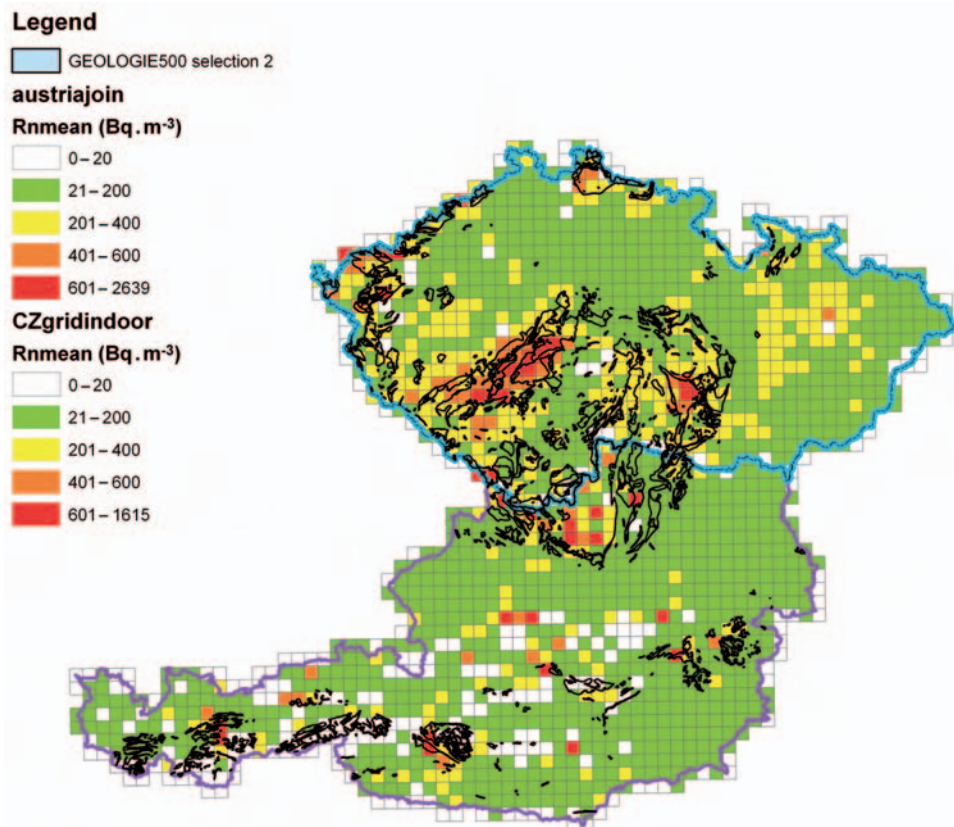 Legend
GEOLOGIE500 selection 2
austriajoin
Rnmean (Bq.m-3)
0–20
21–200
201–400
401–600
601–2639
CZgridindoor
Rnmean (Bq.m-3)
0–20
21–200
201–400
401–600
601–1615